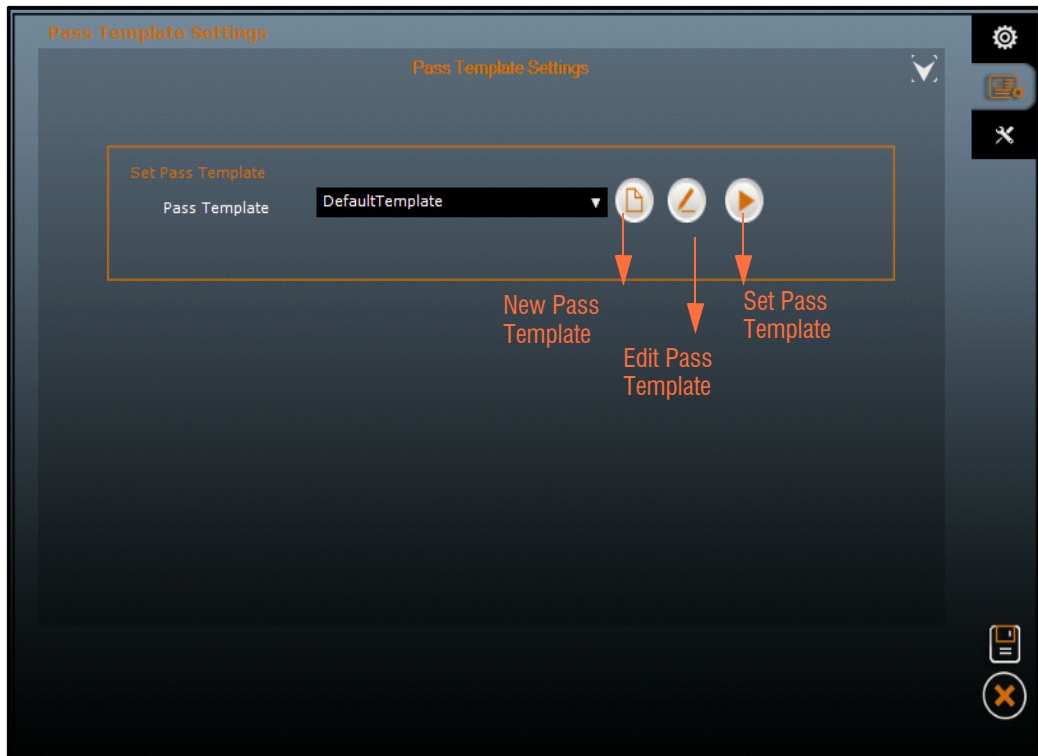 Pass Template Settings
Pass Template Settings
Set Pass Template
Pass Template
DefaultTemplate
New Pass
Template
Set Pass
Template
Edit Pass
Template